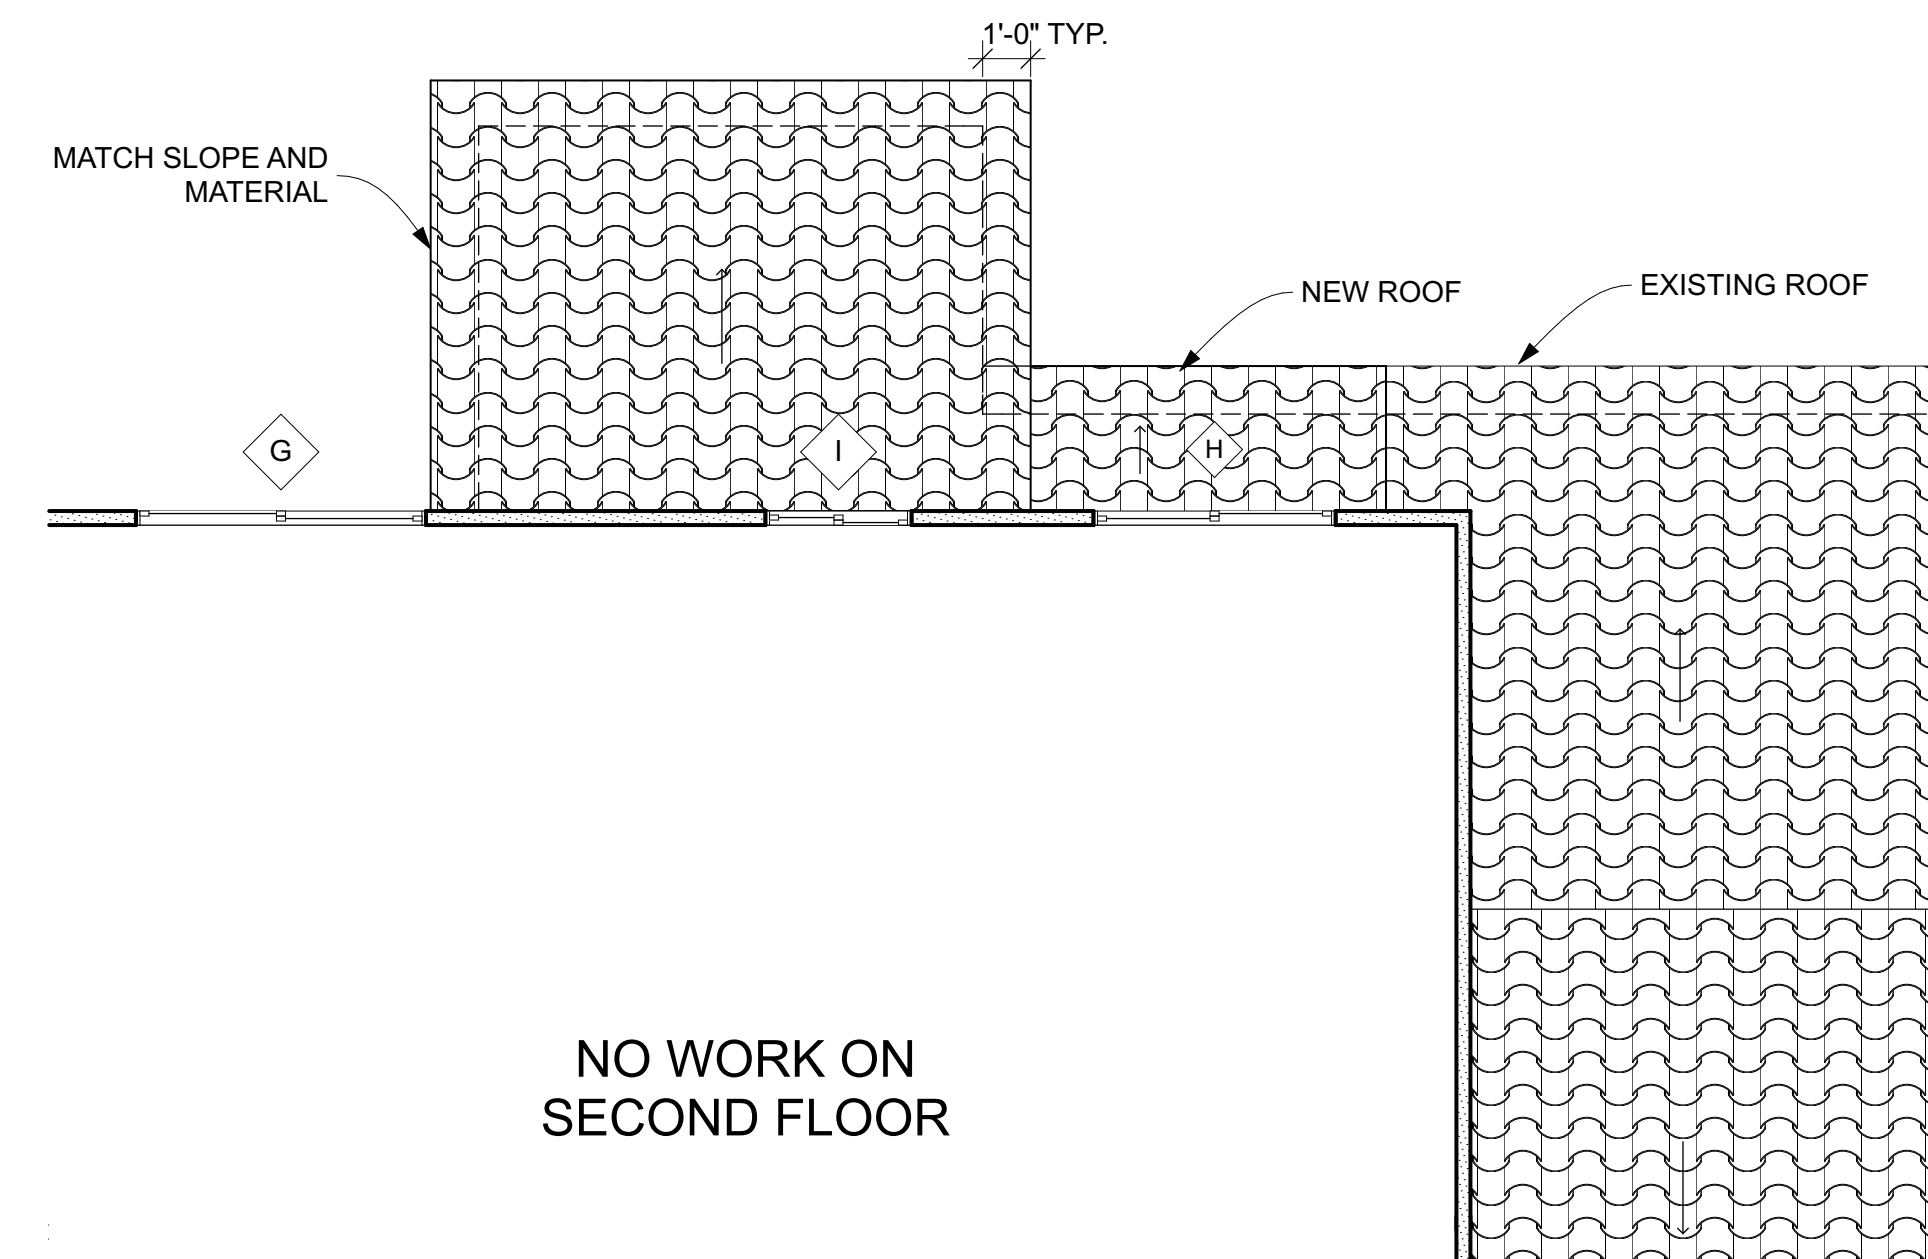 1'-0" TYP.
MATCH SLOPE AND
MATERIAL
NEW ROOF
EXISTING ROOF
G
I
H
NO WORK ON
SECOND FLOOR